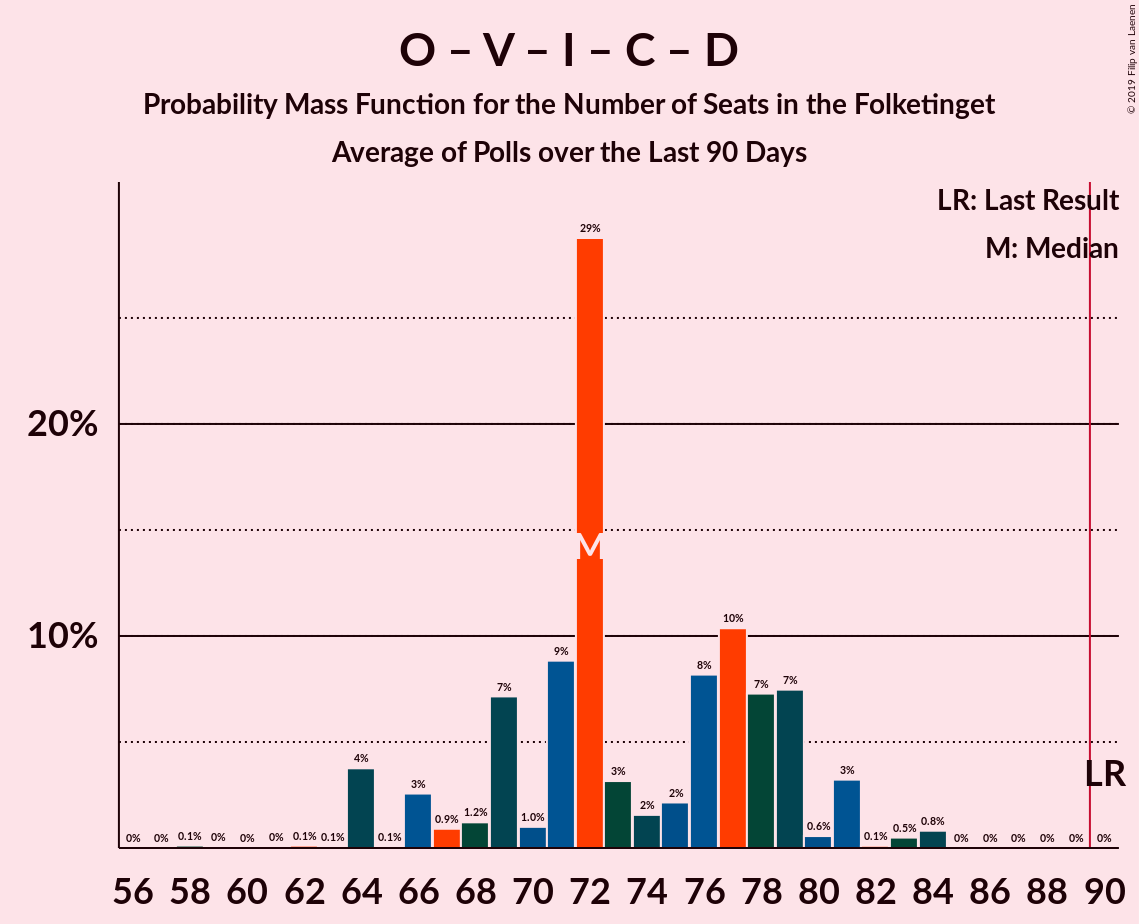 O – V – I – C – D
Probability Mass Function for the Number of Seats in the Folketinget
Average of Polls over the Last 90 Days
© 2019 Filip van Laenen
LR: Last Result
M: Median
20%
10%
0% 0% 0.1% 0% 0% 0% 0.1% 0.1% 4% 0.1% 3% 0.9% 1.2% 7% 1.0% 9% 29% 3% 2% 2% 8% 10% 7% 7% 0.6% 3% 0.1% 0.5% 0.8% 0% 0% 0% 0% 0% 0%
M
LR
56 58 60 62 64 66 68 70 72 74 76 78 80 82 84 86 88 90